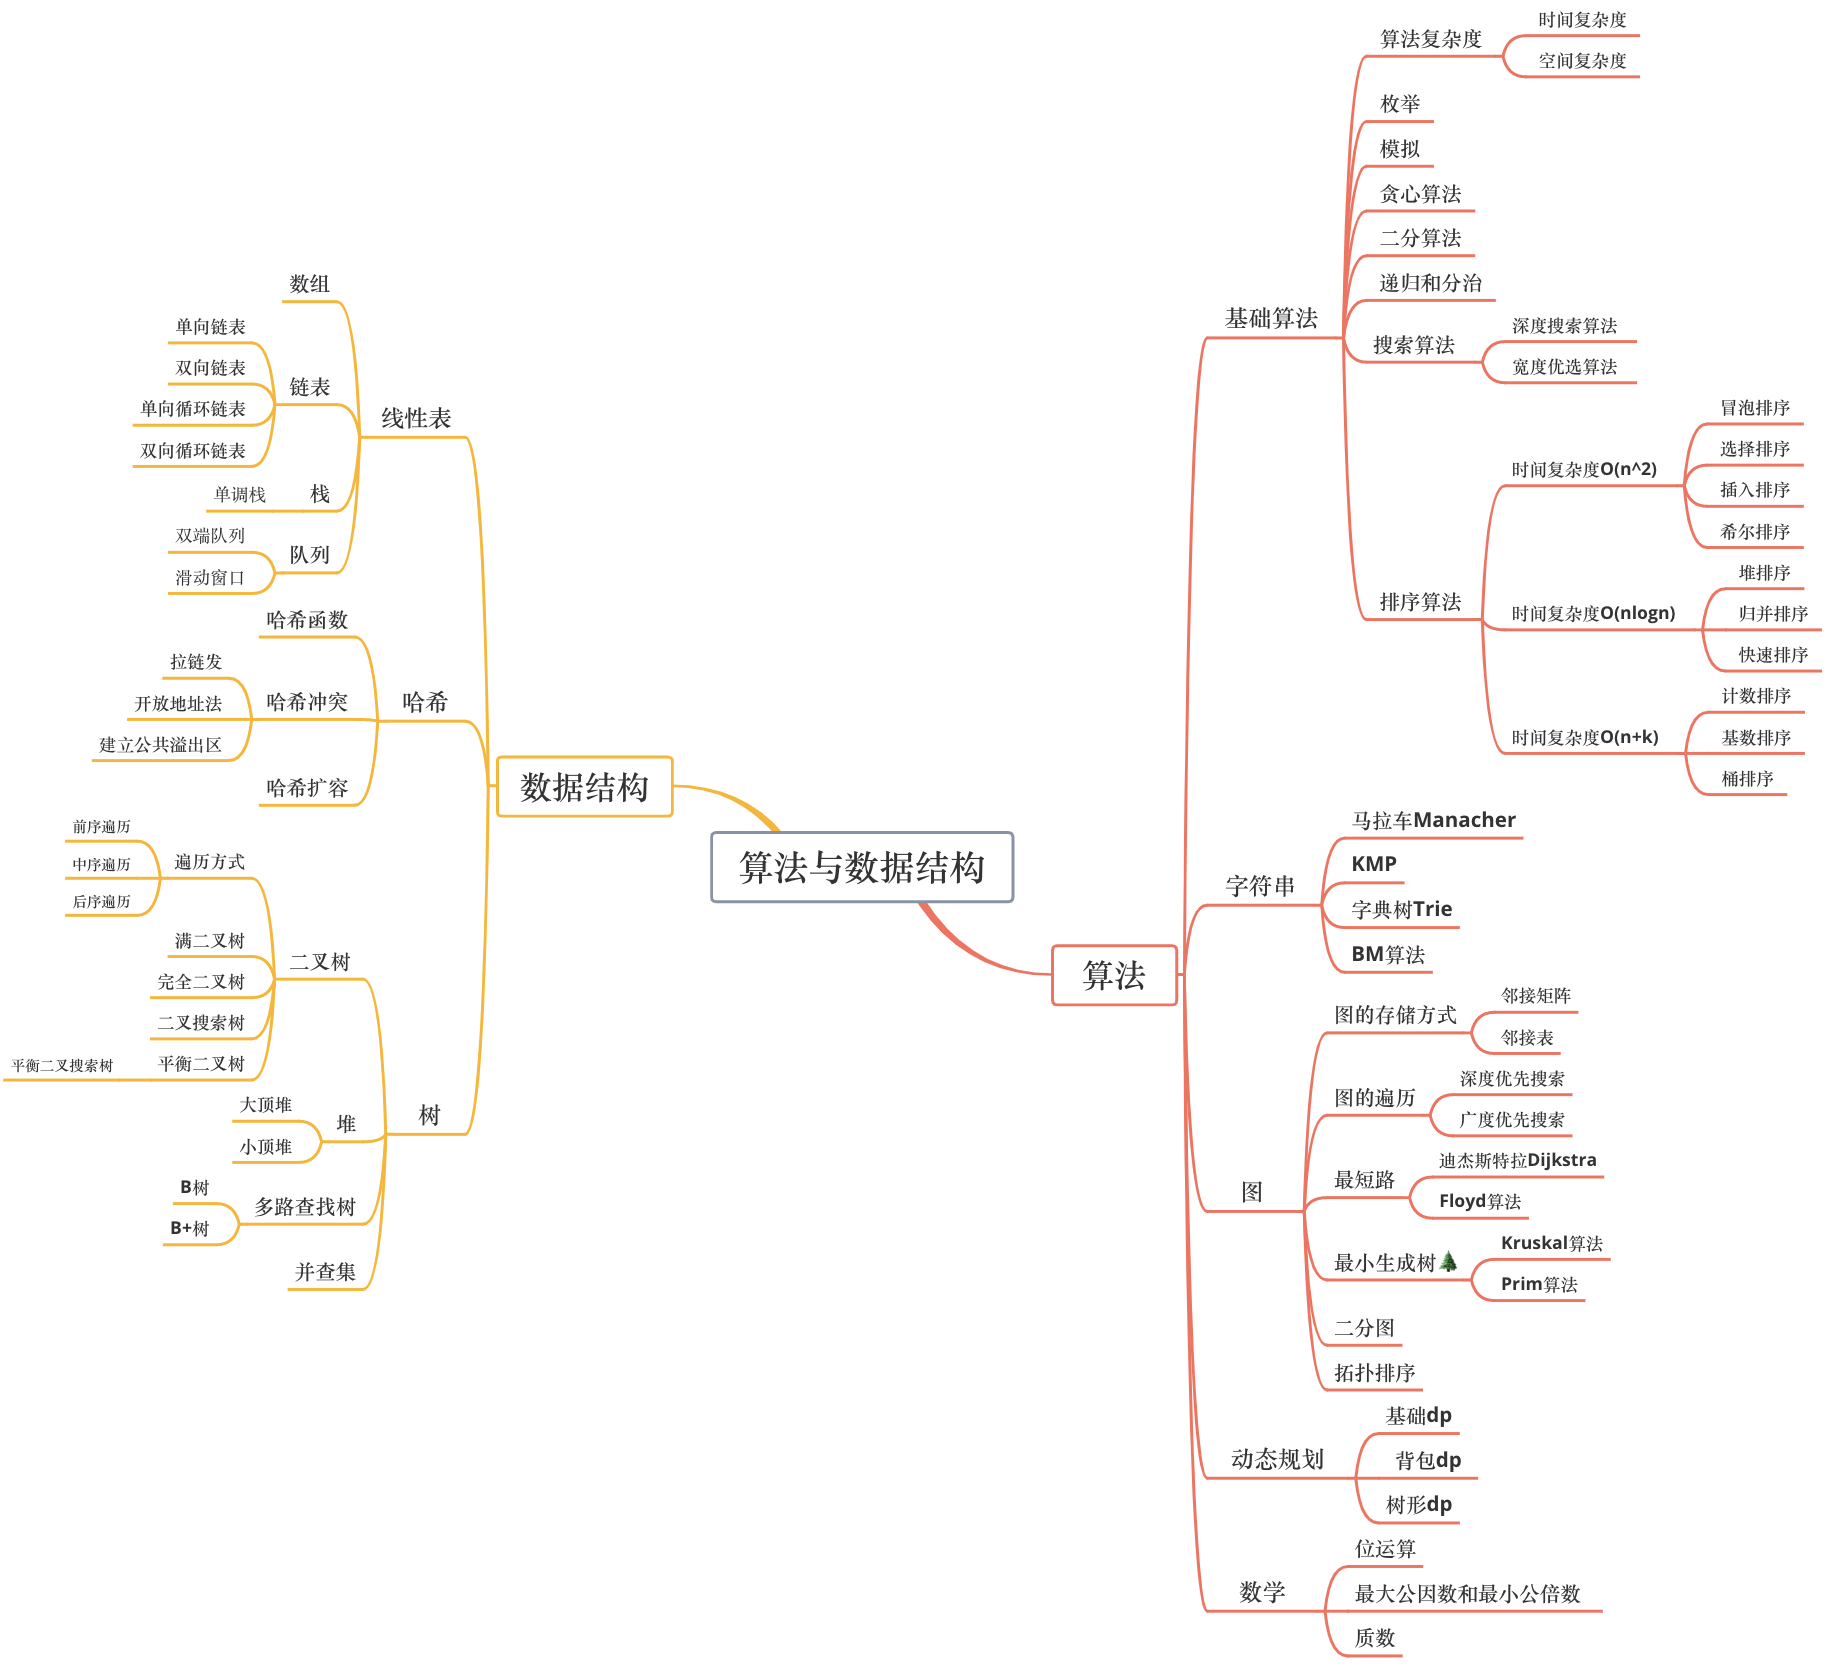 算法与数据结构
数据结构
线性表
数组
链表
单向链表
双向链表
单向循环链表
双向循环链表
栈
单调栈
队列
双端队列
滑动窗口
哈希
哈希函数
哈希冲突
拉链发
开放地址法
建立公共溢出区
哈希扩容
树
二叉树
遍历方式
前序遍历
中序遍历
后序遍历
满二叉树
完全二叉树
二叉搜索树
平衡二叉树
平衡二叉搜索树
堆
大顶堆
小顶堆
多路查找树
B树
B+树
并查集
算法
基础算法
算法复杂度
时间复杂度
空间复杂度
枚举
模拟
贪心算法
二分算法
递归和分治
搜索算法
深度搜索算法
宽度优选算法
排序算法
时间复杂度O(n^2)
冒泡排序
选择排序
插入排序
希尔排序
时间复杂度O(nlogn)
堆排序
归并排序
快速排序
时间复杂度O(n+k)
计数排序
基数排序
桶排序
字符串
马拉车Manacher
KMP
字典树Trie
BM算法
图
图的存储方式
邻接矩阵
邻接表
图的遍历
深度优先搜索
广度优先搜索
最短路
迪杰斯特拉Dijkstra
Floyd算法
最小生成树🌲
Kruskal算法
Prim算法
二分图
拓扑排序
动态规划
基础dp
背包dp
树形dp
数学
位运算
最大公因数和最小公倍数
质数